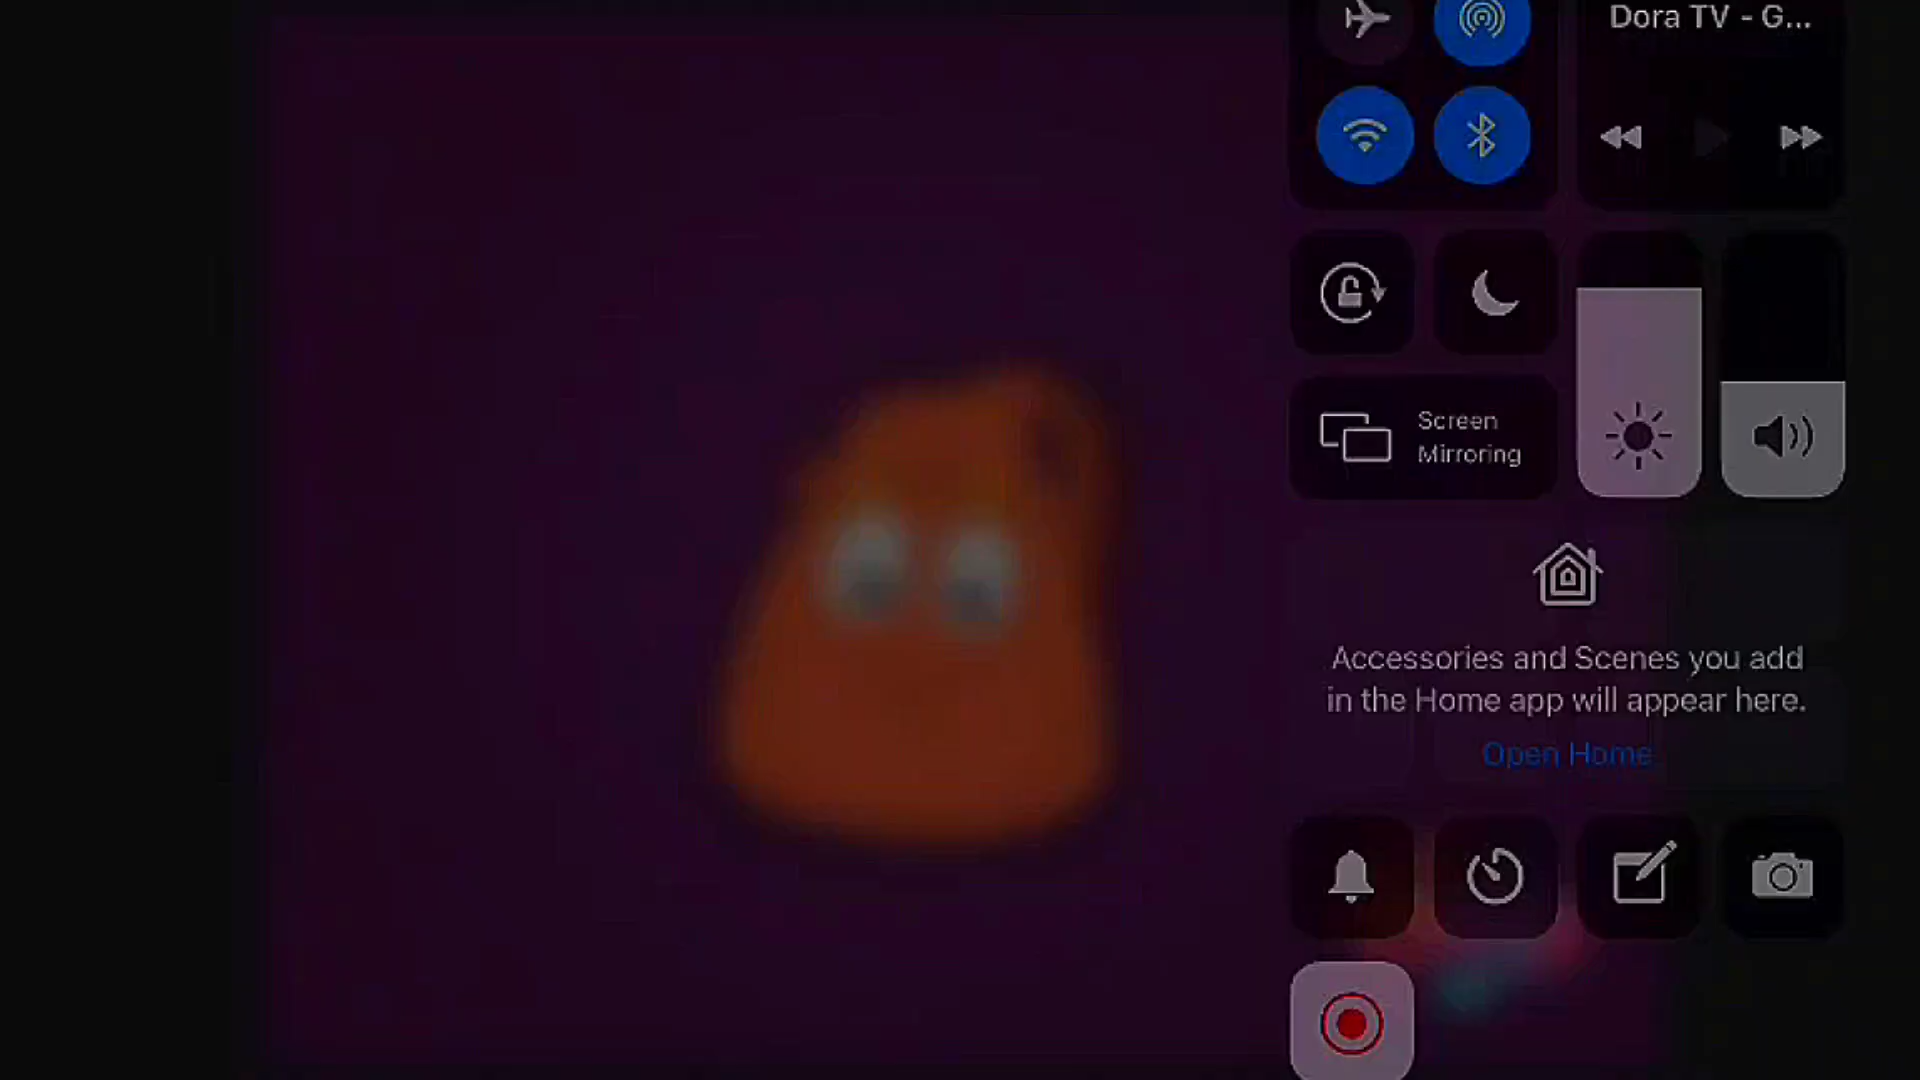 Dora TV - G...
Screen
Mirroring
Accessories and Scenes you add
in the Home app will appear here.
Open Home